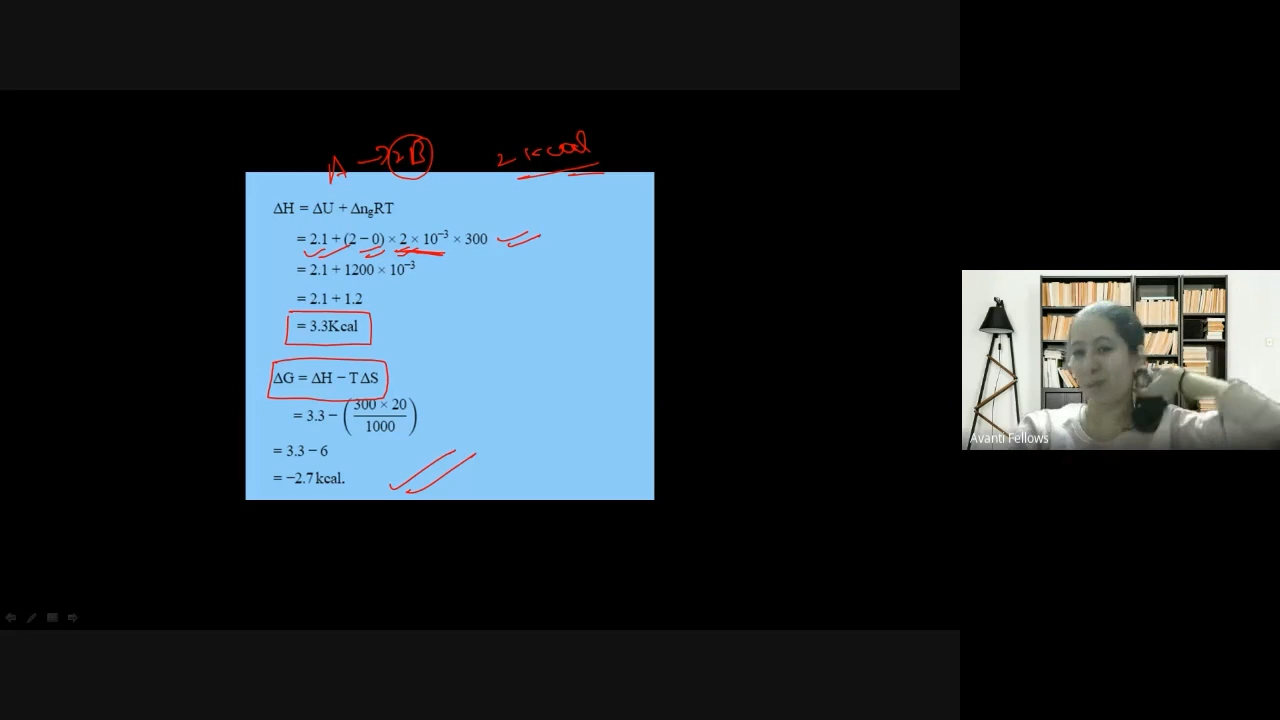 A → 2B 2 kcal
ΔH = ΔU + Δn₉RT
= 2.1 + (2 − 0) × 2 × 10⁻³ × 300
= 2.1 + 1200 × 10⁻³
= 2.1 + 1.2
= 3.3Kcal
ΔG = ΔH − TΔS
= 3.3 − (300 × 20 / 1000)
= 3.3 − 6
= −2.7 kcal.
Avanti Fellows